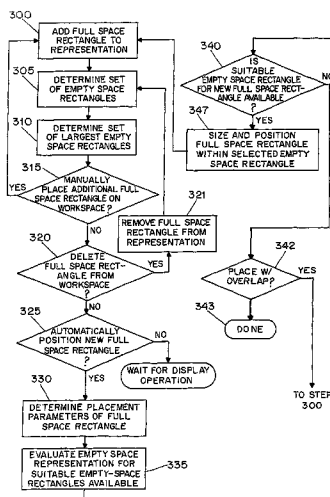 300
ADD FULL SPACE
RECTANGLE TO
REPRESENTATION
305
DETERMINE SET
OF EMPTY SPACE
RECTANGLES
310
DETERMINE SET
OF LARGEST EMPTY
SPACE RECTANGLES
315
MANUALLY
PLACE ADDITIONAL FULL
SPACE RECTANGLE ON
WORKSPACE?
YES
NO
320
DELETE
FULL SPACE RECT-
ANGLE FROM
WORKSPACE
?
YES
321
REMOVE FULL SPACE
RECTANGLE FROM
REPRESENTATION
NO
325
AUTOMATICALLY
POSITION NEW FULL
SPACE RECTANGLE
?
NO
WAIT FOR DISPLAY
OPERATION
YES
330
DETERMINE PLACEMENT
PARAMETERS OF FULL
SPACE RECTANGLE
EVALUATE EMPTY SPACE
REPRESENTATION FOR
SUITABLE EMPTY-SPACE
RECTANGLES AVAILABLE
335
340
IS
SUITABLE
EMPTY SPACE RECTANGLE
FOR NEW FULL SPACE RECT-
ANGLE AVAILABLE
?
NO
YES
347
SIZE AND POSITION
FULL SPACE RECTANGLE
WITHIN SELECTED EMPTY
SPACE RECTANGLE
342
PLACE W/
OVERLAP?
YES
343
DONE
TO STEP
300